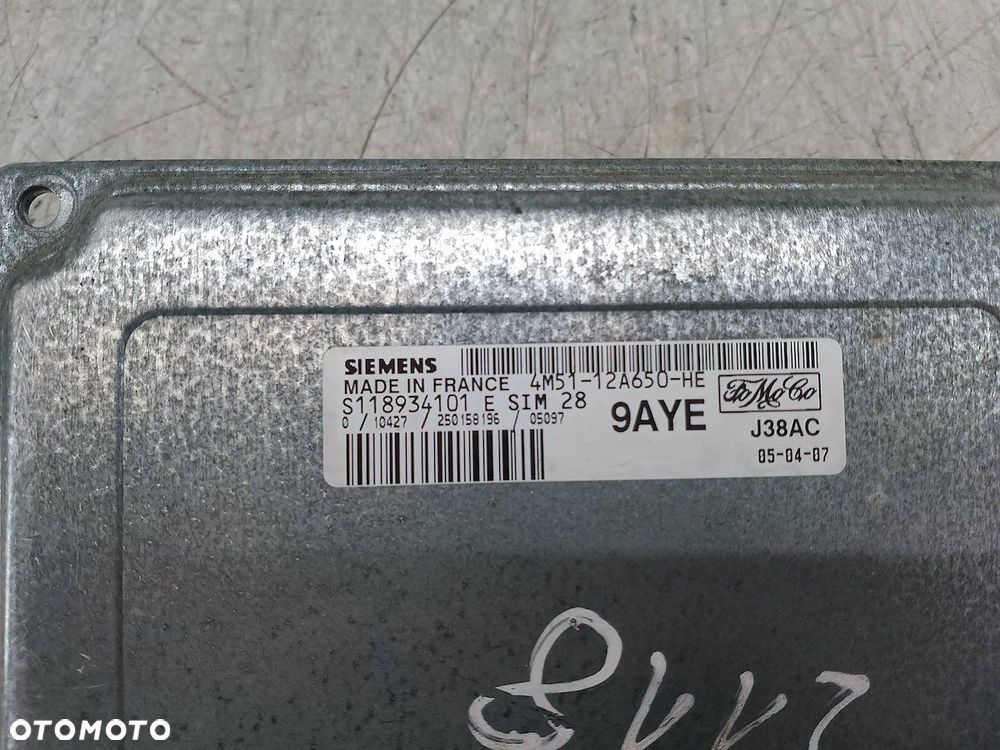 SIEMENS
MADE IN FRANCE 4M51-12A650-HE
S118934101 E SIM 28
0 / 10427 / 250158196 / 05097
9AYE
FoMoCo
J38AC
05-04-07
OTOMOTO